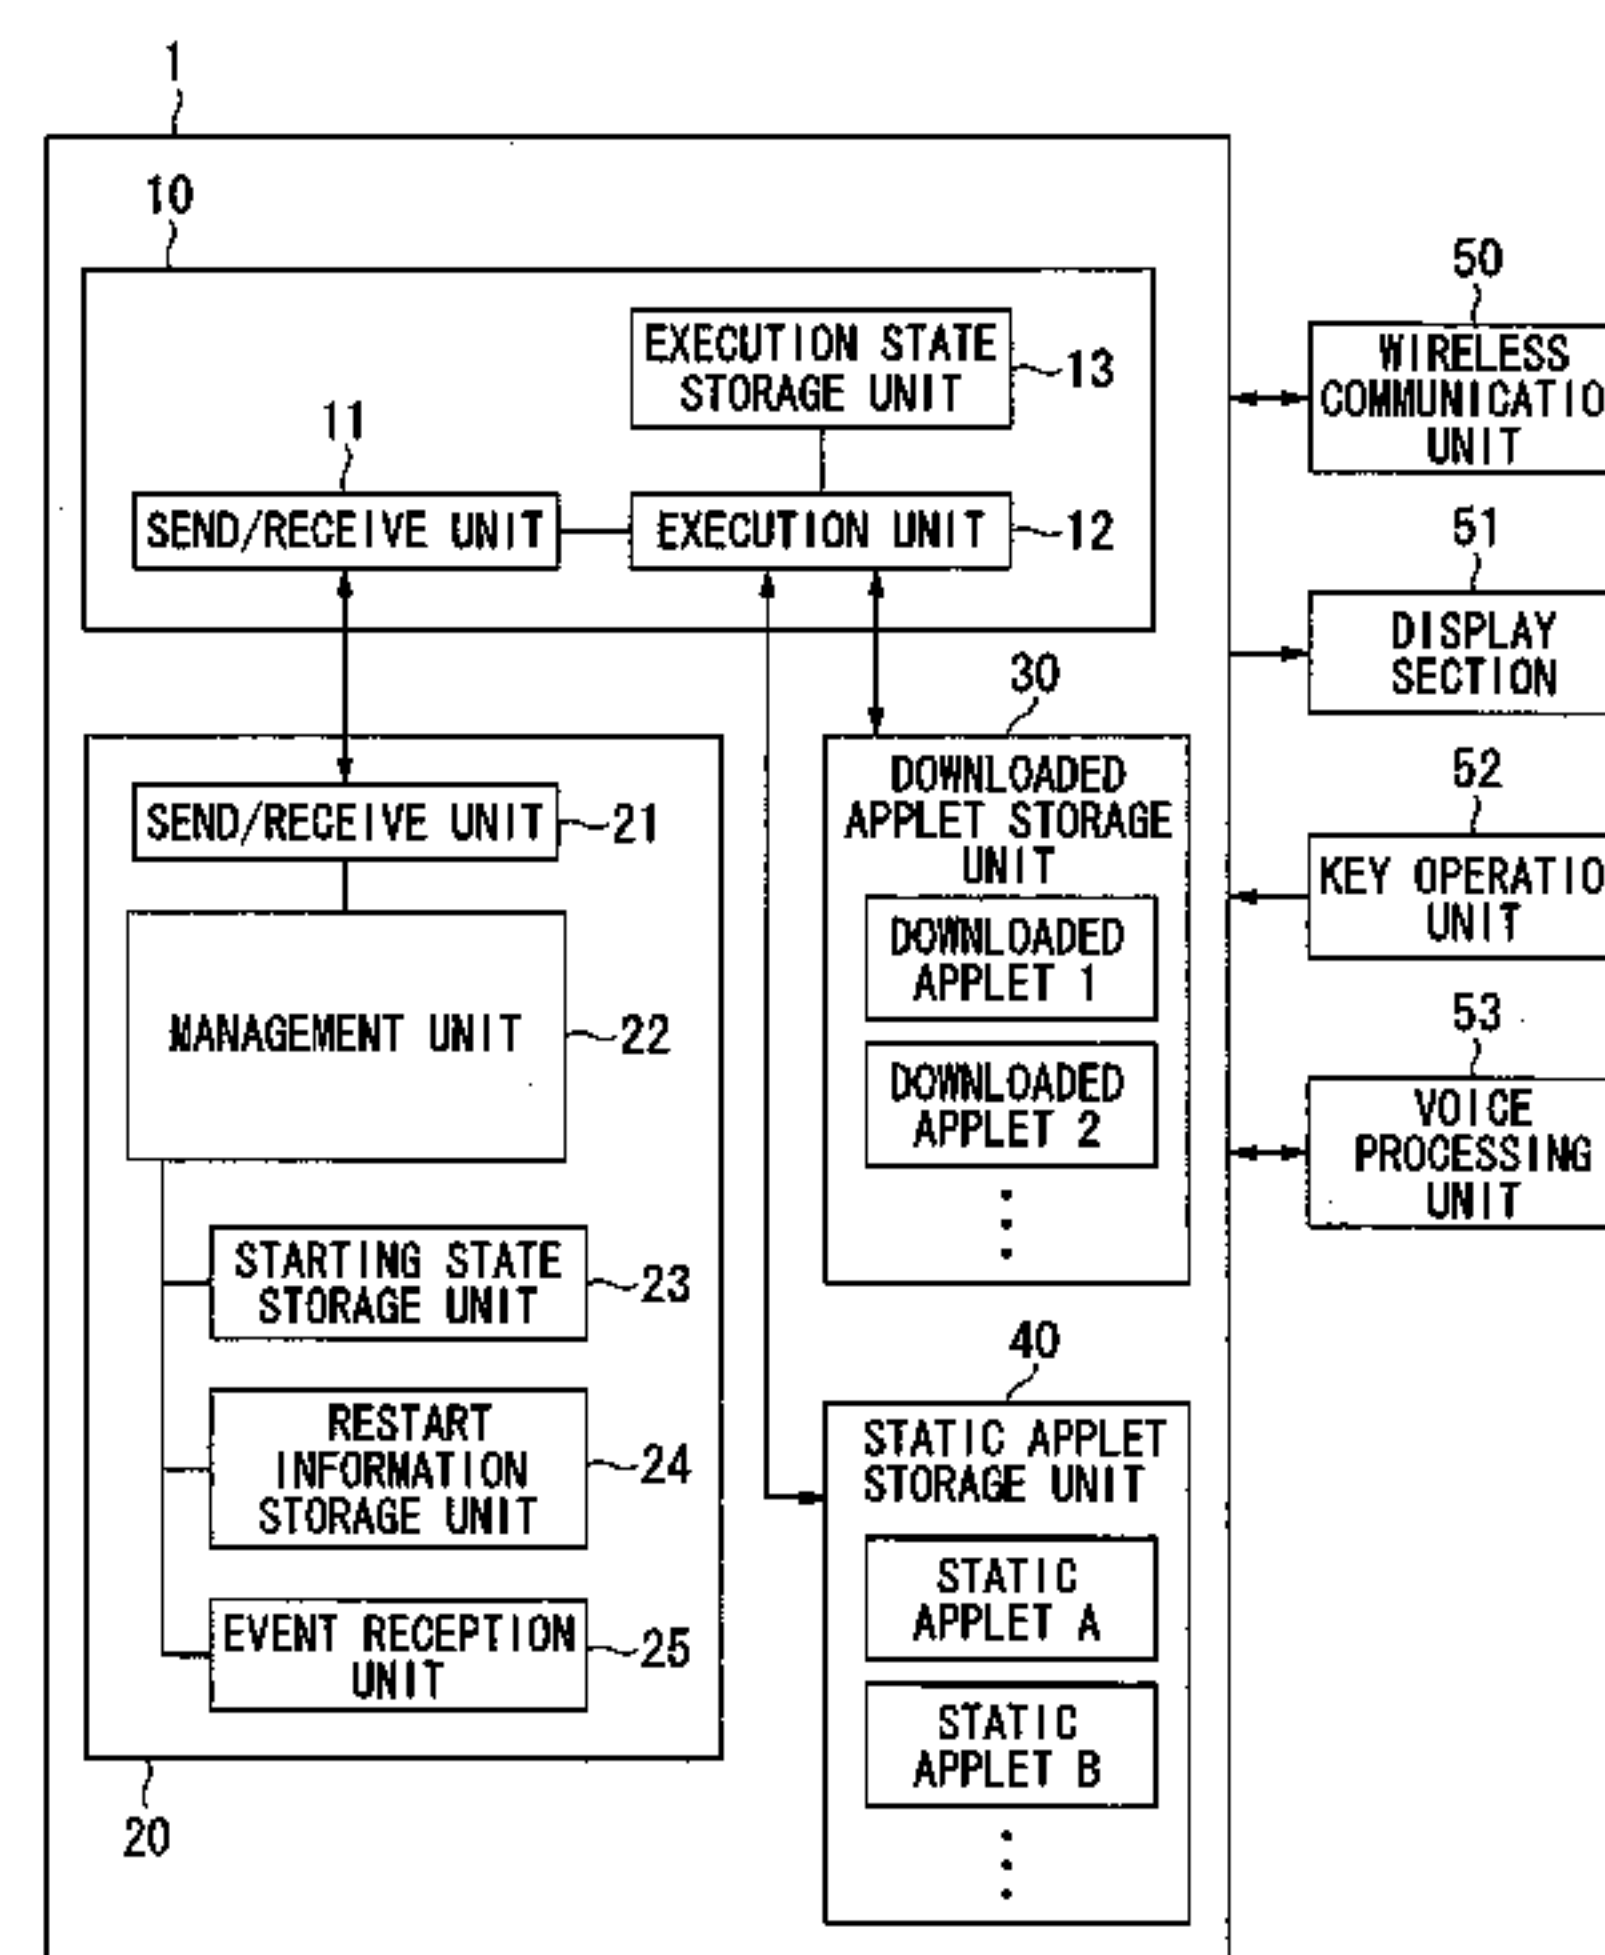 1
10
EXECUTION STATE
STORAGE UNIT
13
11
SEND/RECEIVE UNIT
EXECUTION UNIT
12
50
WIRELESS
COMMUNICATIO
UNIT
51
DISPLAY
SECTION
52
KEY OPERATIO
UNIT
53
VOICE
PROCESSING
UNIT
SEND/RECEIVE UNIT
21
MANAGEMENT UNIT
22
STARTING STATE
STORAGE UNIT
23
RESTART
INFORMATION
STORAGE UNIT
24
EVENT RECEPTION
UNIT
25
20
30
DOWNLOADED
APPLET STORAGE
UNIT
DOWNLOADED
APPLET 1
DOWNLOADED
APPLET 2
40
STATIC APPLET
STORAGE UNIT
STATIC
APPLET A
STATIC
APPLET B